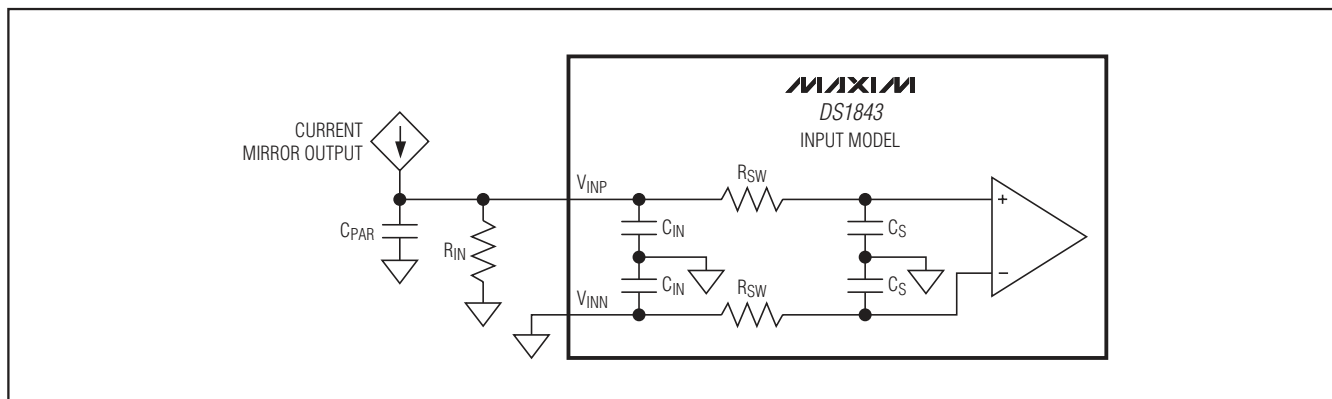 MAXIM
DS1843
INPUT MODEL
CURRENT
MIRROR OUTPUT
VINP
RSW
CPAR
RIN
CIN
CS
+
CIN
CS
−
VINN
RSW